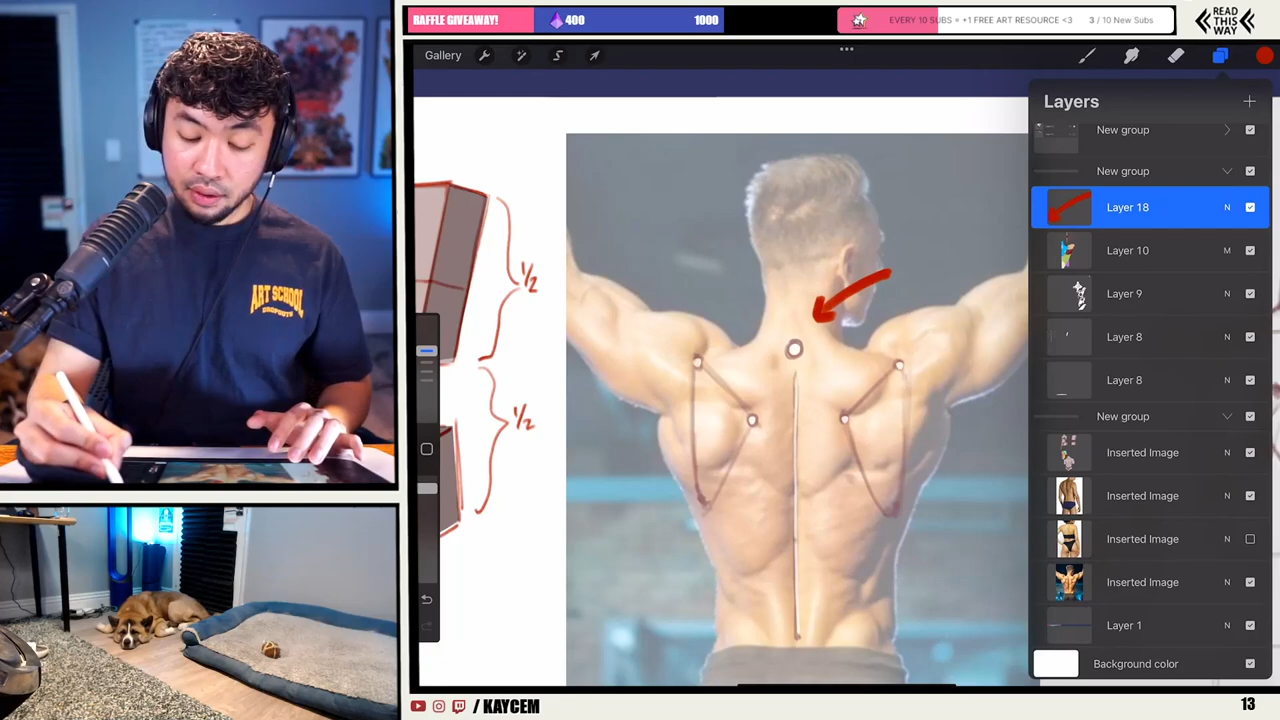 RAFFLE GIVEAWAY!
400
1000
EVERY 10 SUBS = +1 FREE ART RESOURCE <3
3 / 10 New Subs
READ
THIS
WAY
Gallery
Layers
New group
New group
Layer 18 N
Layer 10 M
Layer 9 N
Layer 8 N
Layer 8 N
New group
Inserted Image N
Inserted Image N
Inserted Image N
Inserted Image N
Layer 1 N
Background color
1/2
1/2
ART SCHOOL
DROPOUTS
/ KAYCEM
13